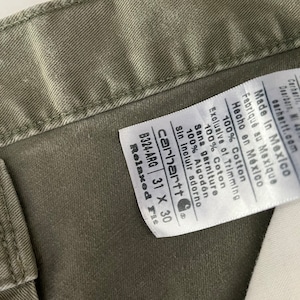 Made in Mexico
Fabriqué au Mexique
Hecho en México
100% Cotton
Exclusive of Trimming
100% Coton
Sans garniture
100% Algodón
Sin incluir adorno
carhartt
B324-ARG 31 X 30
Relaxed Fit